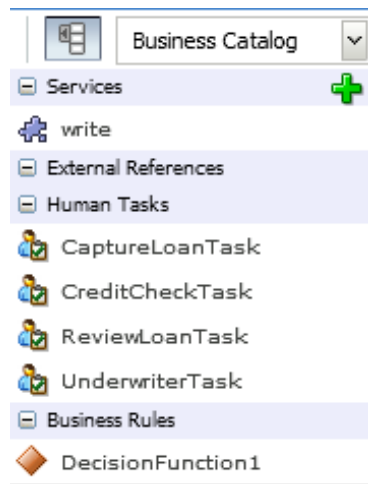 Business Catalog
Services
write
External References
Human Tasks
CaptureLoanTask
CreditCheckTask
ReviewLoanTask
UnderwriterTask
Business Rules
DecisionFunction1